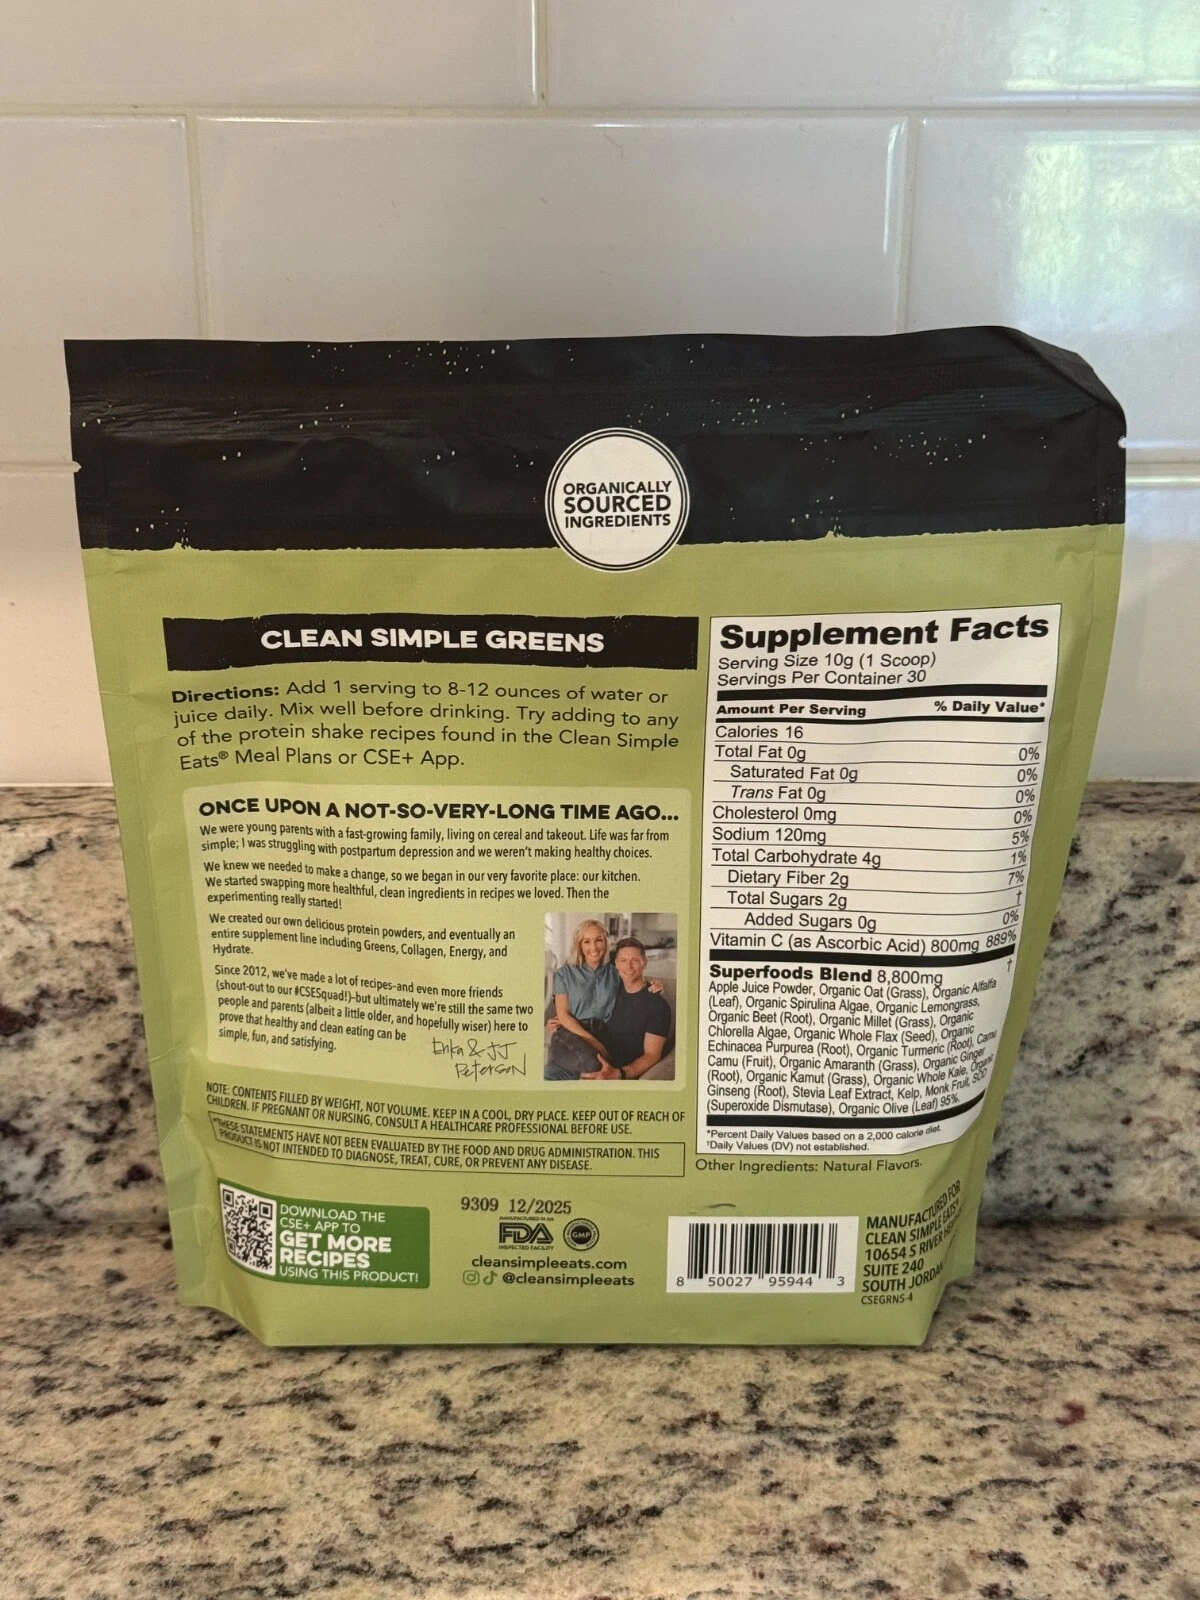 ORGANICALLY
SOURCED
INGREDIENTS
CLEAN SIMPLE GREENS
Directions: Add 1 serving to 8-12 ounces of water or
juice daily. Mix well before drinking. Try adding to any
of the protein shake recipes found in the Clean Simple
Eats® Meal Plans or CSE+ App.
ONCE UPON A NOT-SO-VERY-LONG TIME AGO...
We were young parents with a fast-growing family, living on cereal and takeout. Life was far from
simple; I was struggling with postpartum depression and we weren't making healthy choices.
We knew we needed to make a change, so we began in our very favorite place: our kitchen.
We started swapping more healthful, clean ingredients in recipes we loved. Then the
experimenting really started!
We created our own delicious protein powders, and eventually an
entire supplement line including Greens, Collagen, Energy, and
Hydrate.
Since 2012, we've made a lot of recipes–and even more friends
(shout-out to our #CSESquad!)–but ultimately we're still the same two
people and parents (albeit a little older, and hopefully wiser) here to
prove that healthy and clean eating can be
simple, fun, and satisfying.
Erika & JJ
Peterson
NOTE: CONTENTS FILLED BY WEIGHT, NOT VOLUME. KEEP IN A COOL, DRY PLACE. KEEP OUT OF REACH OF
CHILDREN. IF PREGNANT OR NURSING, CONSULT A HEALTHCARE PROFESSIONAL BEFORE USE.
*THESE STATEMENTS HAVE NOT BEEN EVALUATED BY THE FOOD AND DRUG ADMINISTRATION. THIS
PRODUCT IS NOT INTENDED TO DIAGNOSE, TREAT, CURE, OR PREVENT ANY DISEASE.
DOWNLOAD THE
CSE+ APP TO
GET MORE
RECIPES
USING THIS PRODUCT!
9309 12/2025
MANUFACTURED IN AN
FDA
INSPECTED FACILITY
GMP
cleansimpleeats.com
@cleansimpleeats
Supplement Facts
Serving Size 10g (1 Scoop)
Servings Per Container 30
Amount Per Serving % Daily Value*
Calories 16
Total Fat 0g 0%
Saturated Fat 0g 0%
Trans Fat 0g 0%
Cholesterol 0mg 0%
Sodium 120mg 5%
Total Carbohydrate 4g 1%
Dietary Fiber 2g 7%
Total Sugars 2g †
Added Sugars 0g 0%
Vitamin C (as Ascorbic Acid) 800mg 889%
Superfoods Blend 8,800mg †
Apple Juice Powder, Organic Oat (Grass), Organic Alfalfa
(Leaf), Organic Spirulina Algae, Organic Lemongrass,
Organic Beet (Root), Organic Millet (Grass), Organic
Chlorella Algae, Organic Whole Flax (Seed), Organic
Echinacea Purpurea (Root), Organic Turmeric (Root), Camu
Camu (Fruit), Organic Amaranth (Grass), Organic Ginger
(Root), Organic Kamut (Grass), Organic Whole Kale, Organic
Ginseng (Root), Stevia Leaf Extract, Kelp, Monk Fruit, SOD
(Superoxide Dismutase), Organic Olive (Leaf) 95%.
*Percent Daily Values based on a 2,000 calorie diet.
†Daily Values (DV) not established.
Other Ingredients: Natural Flavors.
8 50027 95944 3
MANUFACTURED FOR
CLEAN SIMPLE EATS
10654 S RIVER
SUITE 240
SOUTH JORDAN
CSEGRNS-4